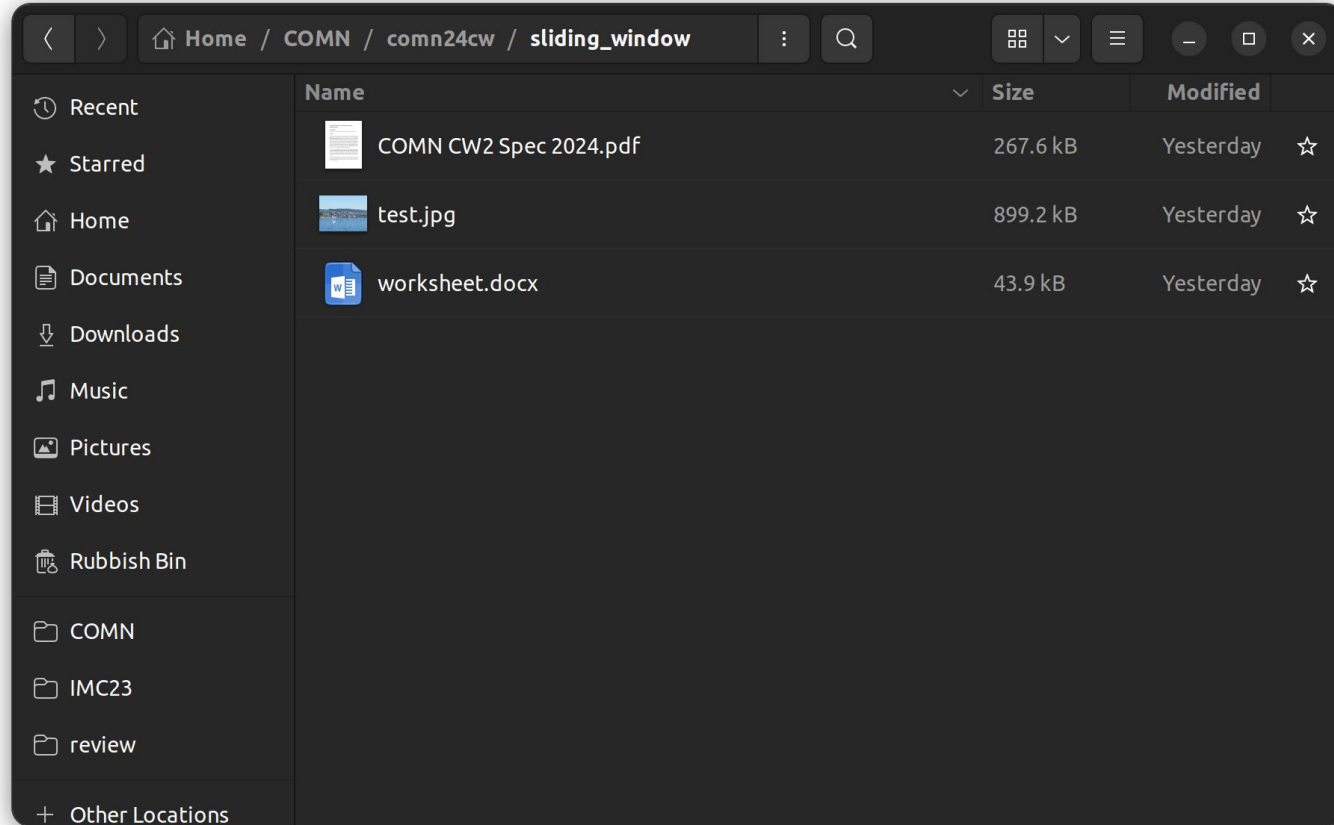 Home / COMN / comn24cw / sliding_window
Recent
Starred
Home
Documents
Downloads
Music
Pictures
Videos
Rubbish Bin
COMN
IMC23
review
Other Locations
Name Size Modified
COMN CW2 Spec 2024.pdf 267.6 kB Yesterday
test.jpg 899.2 kB Yesterday
W worksheet.docx 43.9 kB Yesterday